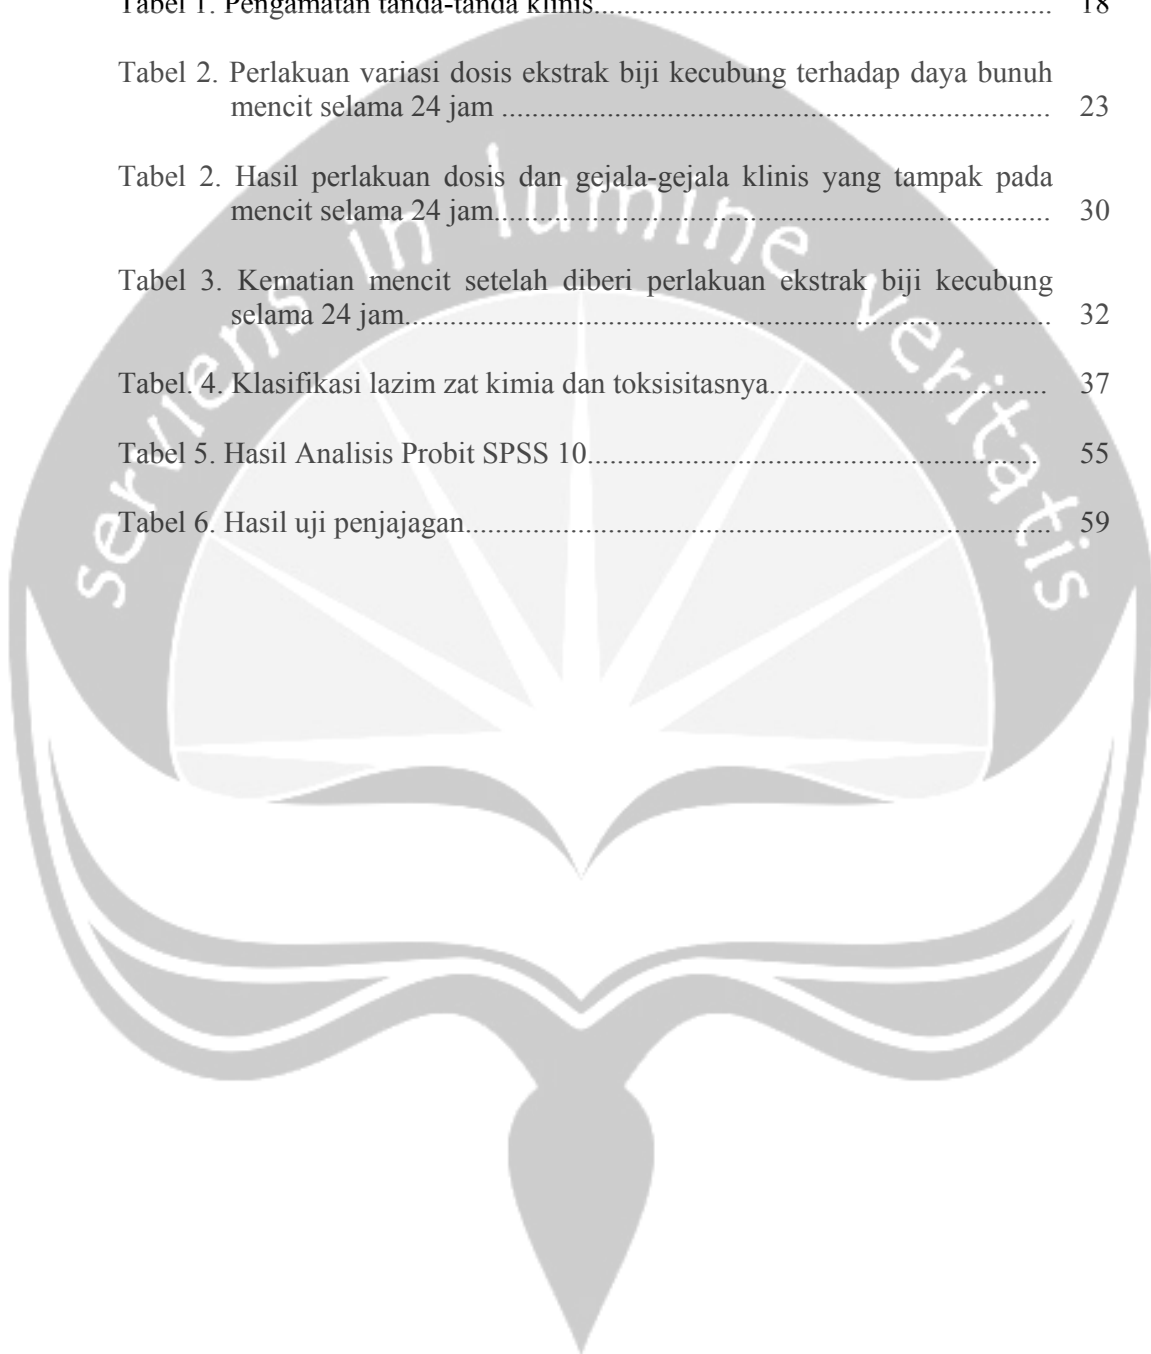 Tabel 1. Pengamatan tanda-tanda klinis............................................................. 18
Tabel 2. Perlakuan variasi dosis ekstrak biji kecubung terhadap daya bunuh
mencit selama 24 jam ......................................................................... 23
Tabel 2. Hasil perlakuan dosis dan gejala-gejala klinis yang tampak pada
mencit selama 24 jam.......................................................................... 30
Tabel 3. Kematian mencit setelah diberi perlakuan ekstrak biji kecubung
selama 24 jam...................................................................................... 32
Tabel. 4. Klasifikasi lazim zat kimia dan toksisitasnya..................................... 37
Tabel 5. Hasil Analisis Probit SPSS 10............................................................ 55
Tabel 6. Hasil uji penjajagan.............................................................................. 59
serviens in lumine veritatis